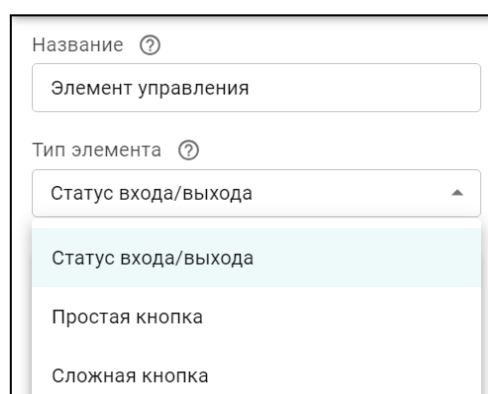 Название
Элемент управления
Тип элемента
Статус входа/выхода
Статус входа/выхода
Простая кнопка
Сложная кнопка